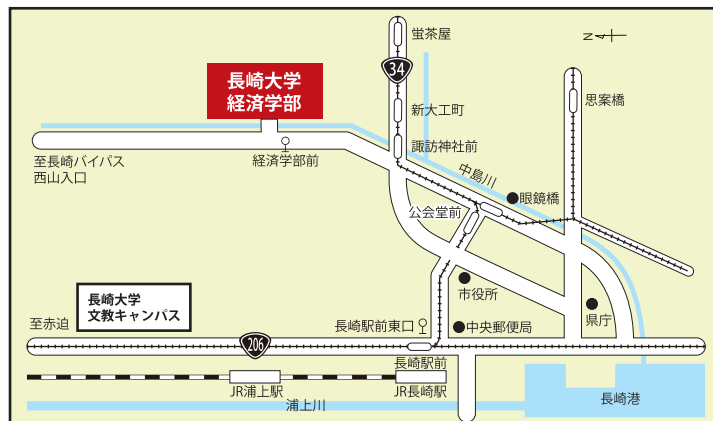 蛍茶屋
N
34
長崎大学
経済学部
思案橋
新大工町
諏訪神社前
至長崎バイパス
西山入口
経済学部前
中島川
眼鏡橋
公会堂前
市役所
長崎大学
文教キャンパス
至赤迫
長崎駅前東口
中央郵便局
県庁
206
長崎駅前
JR浦上駅
JR長崎駅
浦上川
長崎港